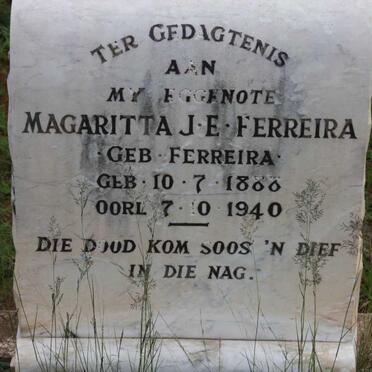 TER GEDAGTENIS
AAN
MY EGGENOTE
MAGARITTA J. E. FERREIRA
GEB. FERREIRA.
GEB. 10. 7. 1888
OORL 7. 10 1940
DIE DOOD KOM SOOS 'N DIEF
IN DIE NAG.